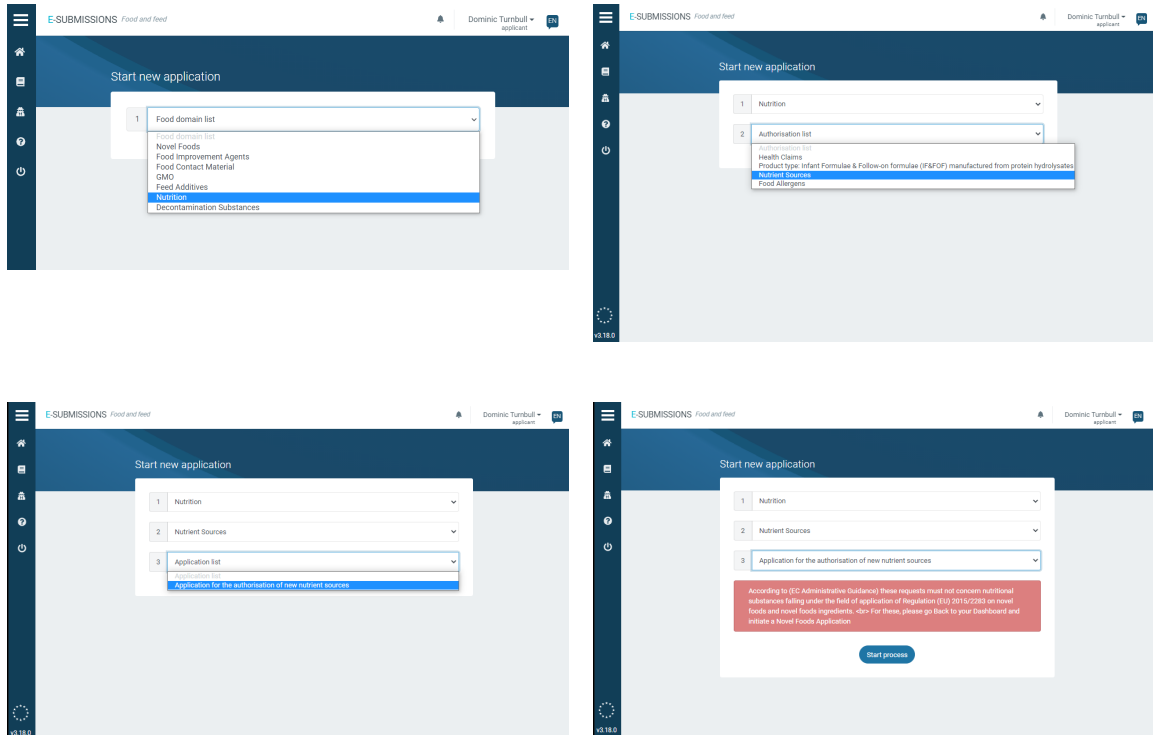 E-SUBMISSIONS Food and feed
Dominic Turnbull
applicant
EN
Start new application
1 Food domain list
Food domain list
Novel Foods
Food Improvement Agents
Food Contact Material
GMO
Feed Additives
Nutrition
Decontamination Substances
E-SUBMISSIONS Food and feed
Dominic Turnbull
applicant
EN
Start new application
1 Nutrition
2 Authorisation list
Authorisation list
Health Claims
Product type: Infant Formulae & Follow-on formulae (IF&FOF) manufactured from protein hydrolysates
Nutrient Sources
Food Allergens
v3.18.0
E-SUBMISSIONS Food and feed
Dominic Turnbull
applicant
EN
Start new application
1 Nutrition
2 Nutrient Sources
3 Application list
Application list
Application for the authorisation of new nutrient sources
v3.18.0
E-SUBMISSIONS Food and feed
Dominic Turnbull
applicant
EN
Start new application
1 Nutrition
2 Nutrient Sources
3 Application for the authorisation of new nutrient sources
According to (EC Administrative Guidance) these requests must not concern nutritional
substances falling under the field of application of Regulation (EU) 2015/2283 on novel
foods and novel foods ingredients. <br> For these, please go Back to your Dashboard and
initiate a Novel Foods Application
Start process
v3.18.0